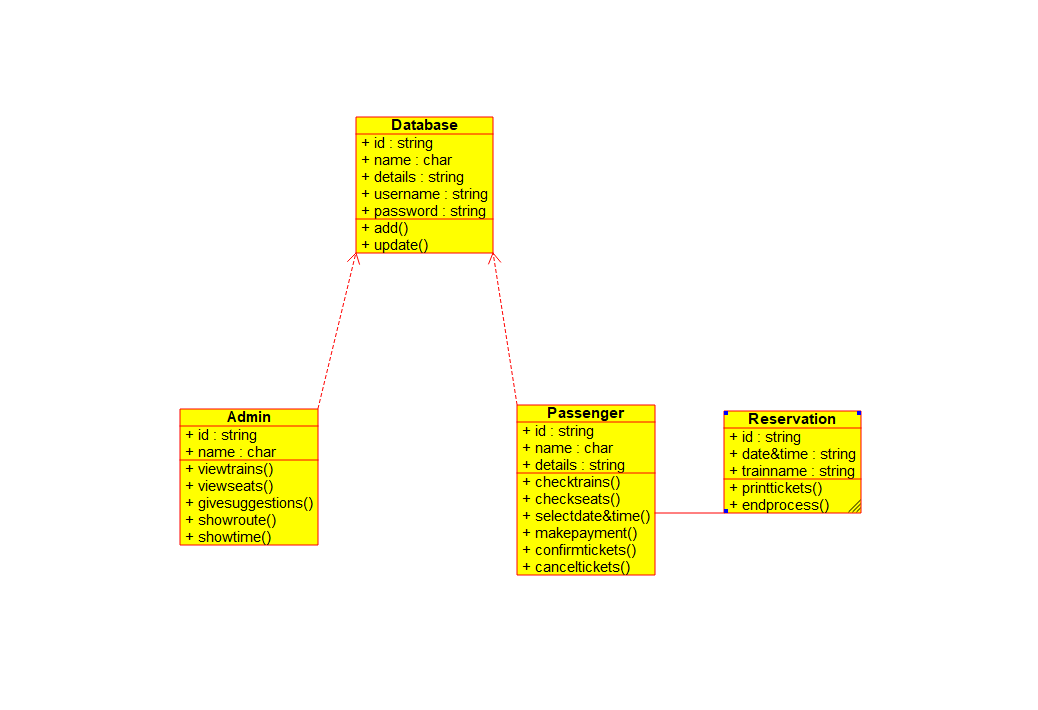 Database
+ id : string
+ name : char
+ details : string
+ username : string
+ password : string
+ add()
+ update()
Admin
+ id : string
+ name : char
+ viewtrains()
+ viewseats()
+ givesuggestions()
+ showroute()
+ showtime()
Passenger
+ id : string
+ name : char
+ details : string
+ checktrains()
+ checkseats()
+ selectdate&time()
+ makepayment()
+ confirmtickets()
+ canceltickets()
Reservation
+ id : string
+ date&time : string
+ trainname : string
+ printtickets()
+ endprocess()